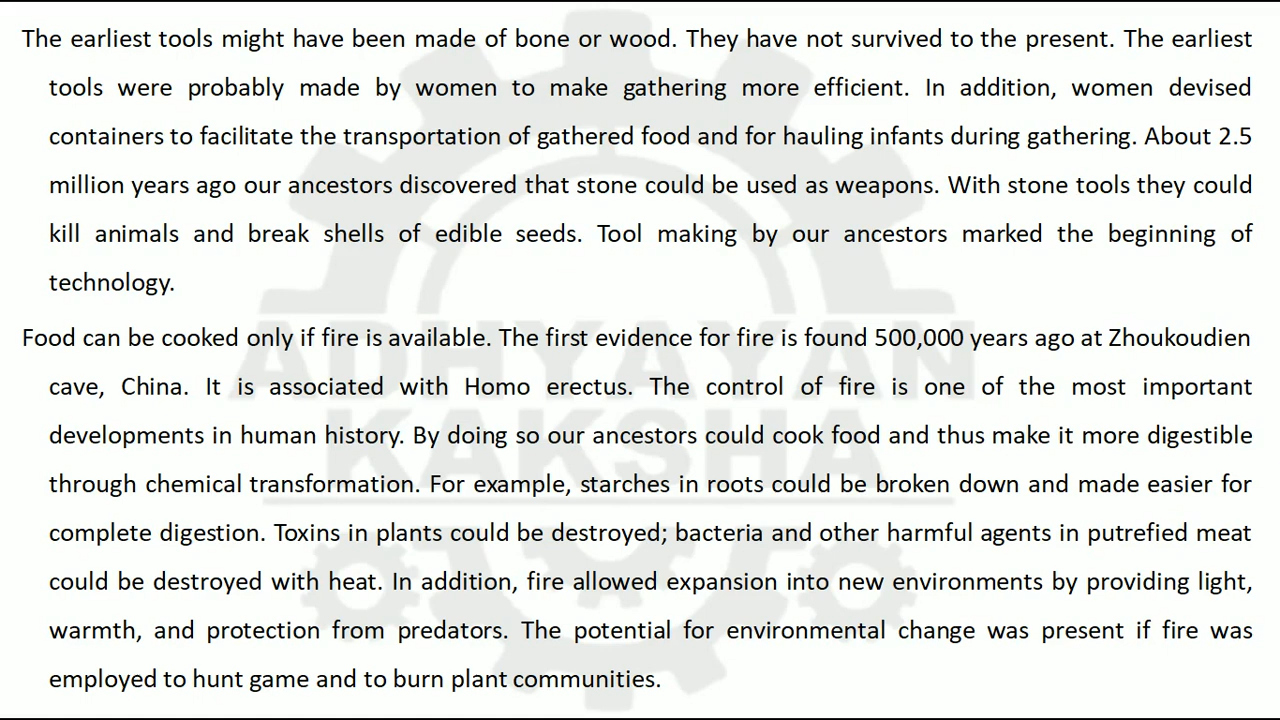 The earliest tools might have been made of bone or wood. They have not survived to the present. The earliest
tools were probably made by women to make gathering more efficient. In addition, women devised
containers to facilitate the transportation of gathered food and for hauling infants during gathering. About 2.5
million years ago our ancestors discovered that stone could be used as weapons. With stone tools they could
kill animals and break shells of edible seeds. Tool making by our ancestors marked the beginning of
technology.
Food can be cooked only if fire is available. The first evidence for fire is found 500,000 years ago at Zhoukoudien
cave, China. It is associated with Homo erectus. The control of fire is one of the most important
developments in human history. By doing so our ancestors could cook food and thus make it more digestible
through chemical transformation. For example, starches in roots could be broken down and made easier for
complete digestion. Toxins in plants could be destroyed; bacteria and other harmful agents in putrefied meat
could be destroyed with heat. In addition, fire allowed expansion into new environments by providing light,
warmth, and protection from predators. The potential for environmental change was present if fire was
employed to hunt game and to burn plant communities.
ADHYAYAN
KAKSHA